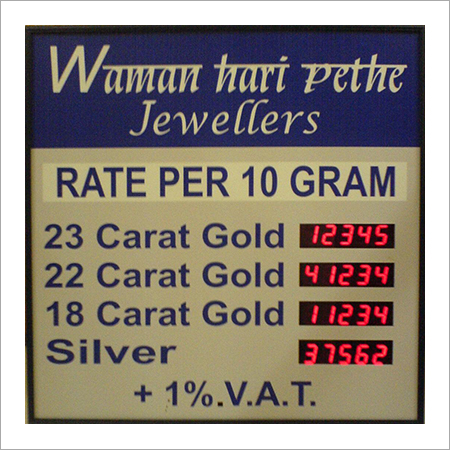 Waman hari Pethe
Jewellers
RATE PER 10 GRAM
23 Carat Gold 12345
22 Carat Gold 41234
18 Carat Gold 11234
Silver 37562
+ 1%.V.A.T.